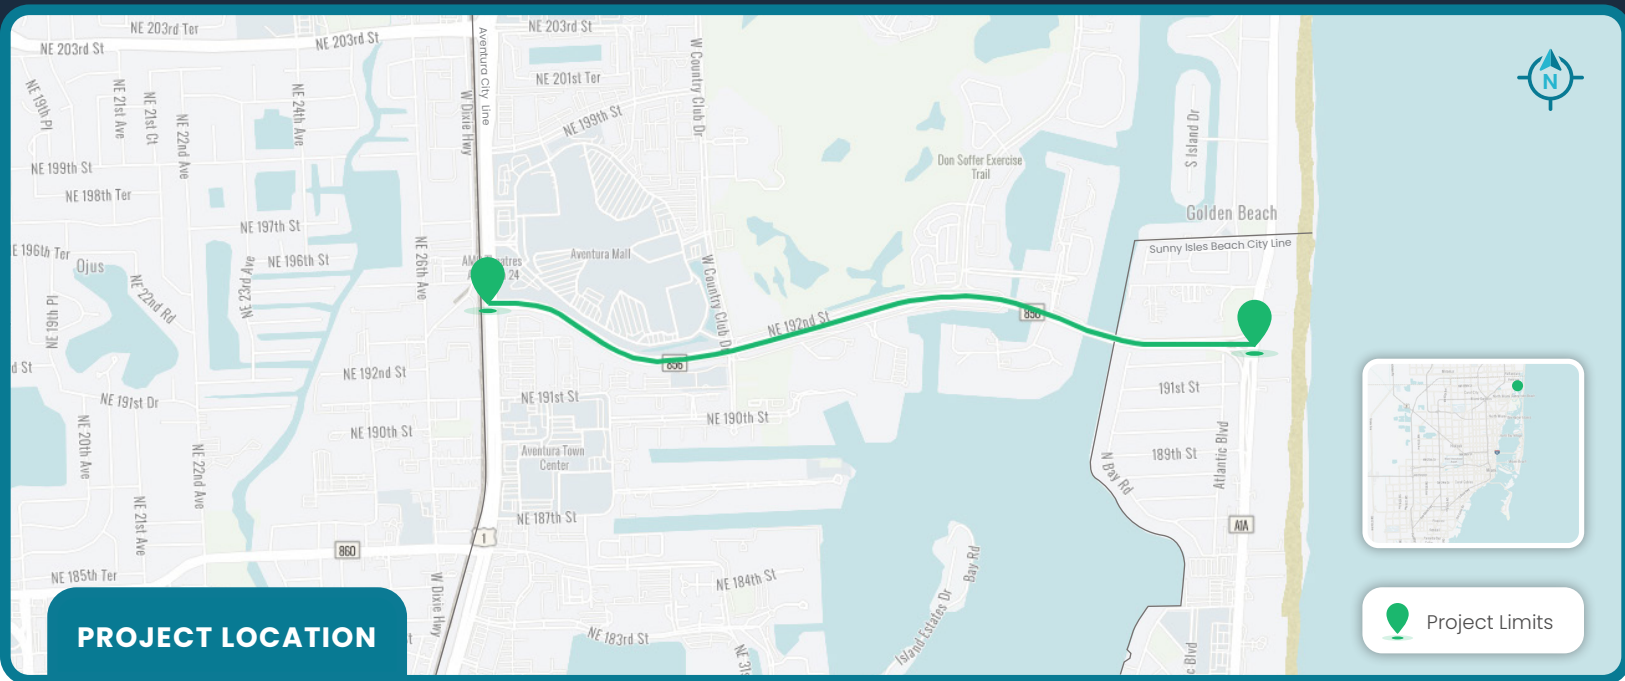 NE 203rd Ter
NE 203rd St
NE 203rd St
NE 203rd St
Aventura City Line
NE 201st Ter
W Country Club Dr
N
NE 19th Pl
NE 21st Ave
NE 21st Ct
NE 22nd Ave
NE 24th Ave
W Dixie Hwy
NE 199th St
S Island Dr
NE 199th St
Don Soffer Exercise
Trail
NE 198th Ter
Golden Beach
NE 197th St
Sunny Isles Beach City Line
NE 196th Ter
Ojus
NE 196th St
NE 26th Ave
Aventura Mall
24
NE 23rd Ave
NE 22nd Rd
W Country Club D
NE 19th Pl
NE 192nd St
856
d St
NE 192nd St
191st St
NE 191st Dr
NE 191st St
NE 190th St
NE 190th St
NE 20th Ave
NE 22nd Ave
Aventura Town
Center
189th St
Atlantic Blvd
N Bay Rd
NE 21st Ave
NE 187th St
A1A
1
860
NE 185th Ter
W Dixie Hwy
NE 184th St
Bay Rd
Island Estates Dr
PROJECT LOCATION
NE 183rd St
NE 31s
c Blvd
Project Limits